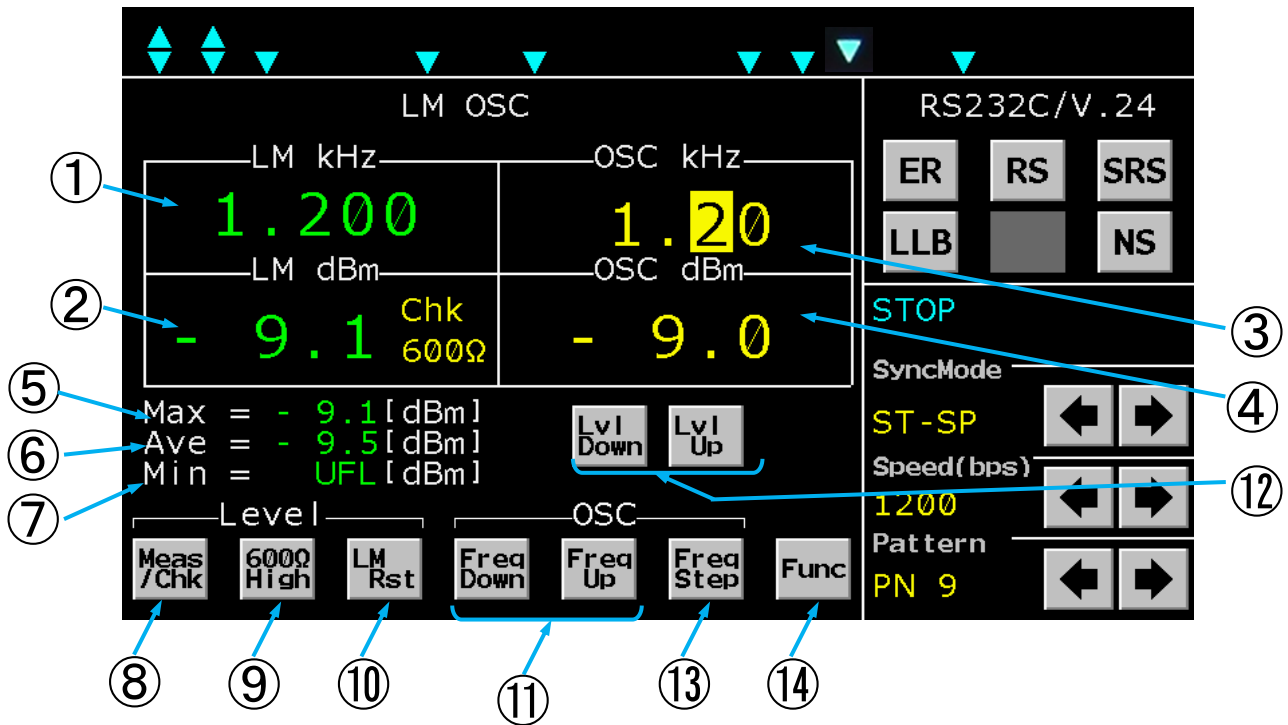 LM OSC
RS232C/V.24
LM kHz
OSC kHz
ER
RS
SRS
①
1.200
1.20
LLB
NS
LM dBm
OSC dBm
②
- 9.1
Chk
600Ω
- 9.0
STOP
③
SyncMode
④
ST-SP
⑤
Max = - 9.1[dBm]
⑥
Ave = - 9.5[dBm]
⑦
Min = UFL[dBm]
Lvl
Down
Lvl
Up
Speed(bps)
1200
⑫
Level
OSC
Pattern
PN 9
Meas
/Chk
600Ω
High
LM
Rst
Freq
Down
Freq
Up
Freq
Step
Func
⑧
⑨
⑩
⑪
⑬
⑭